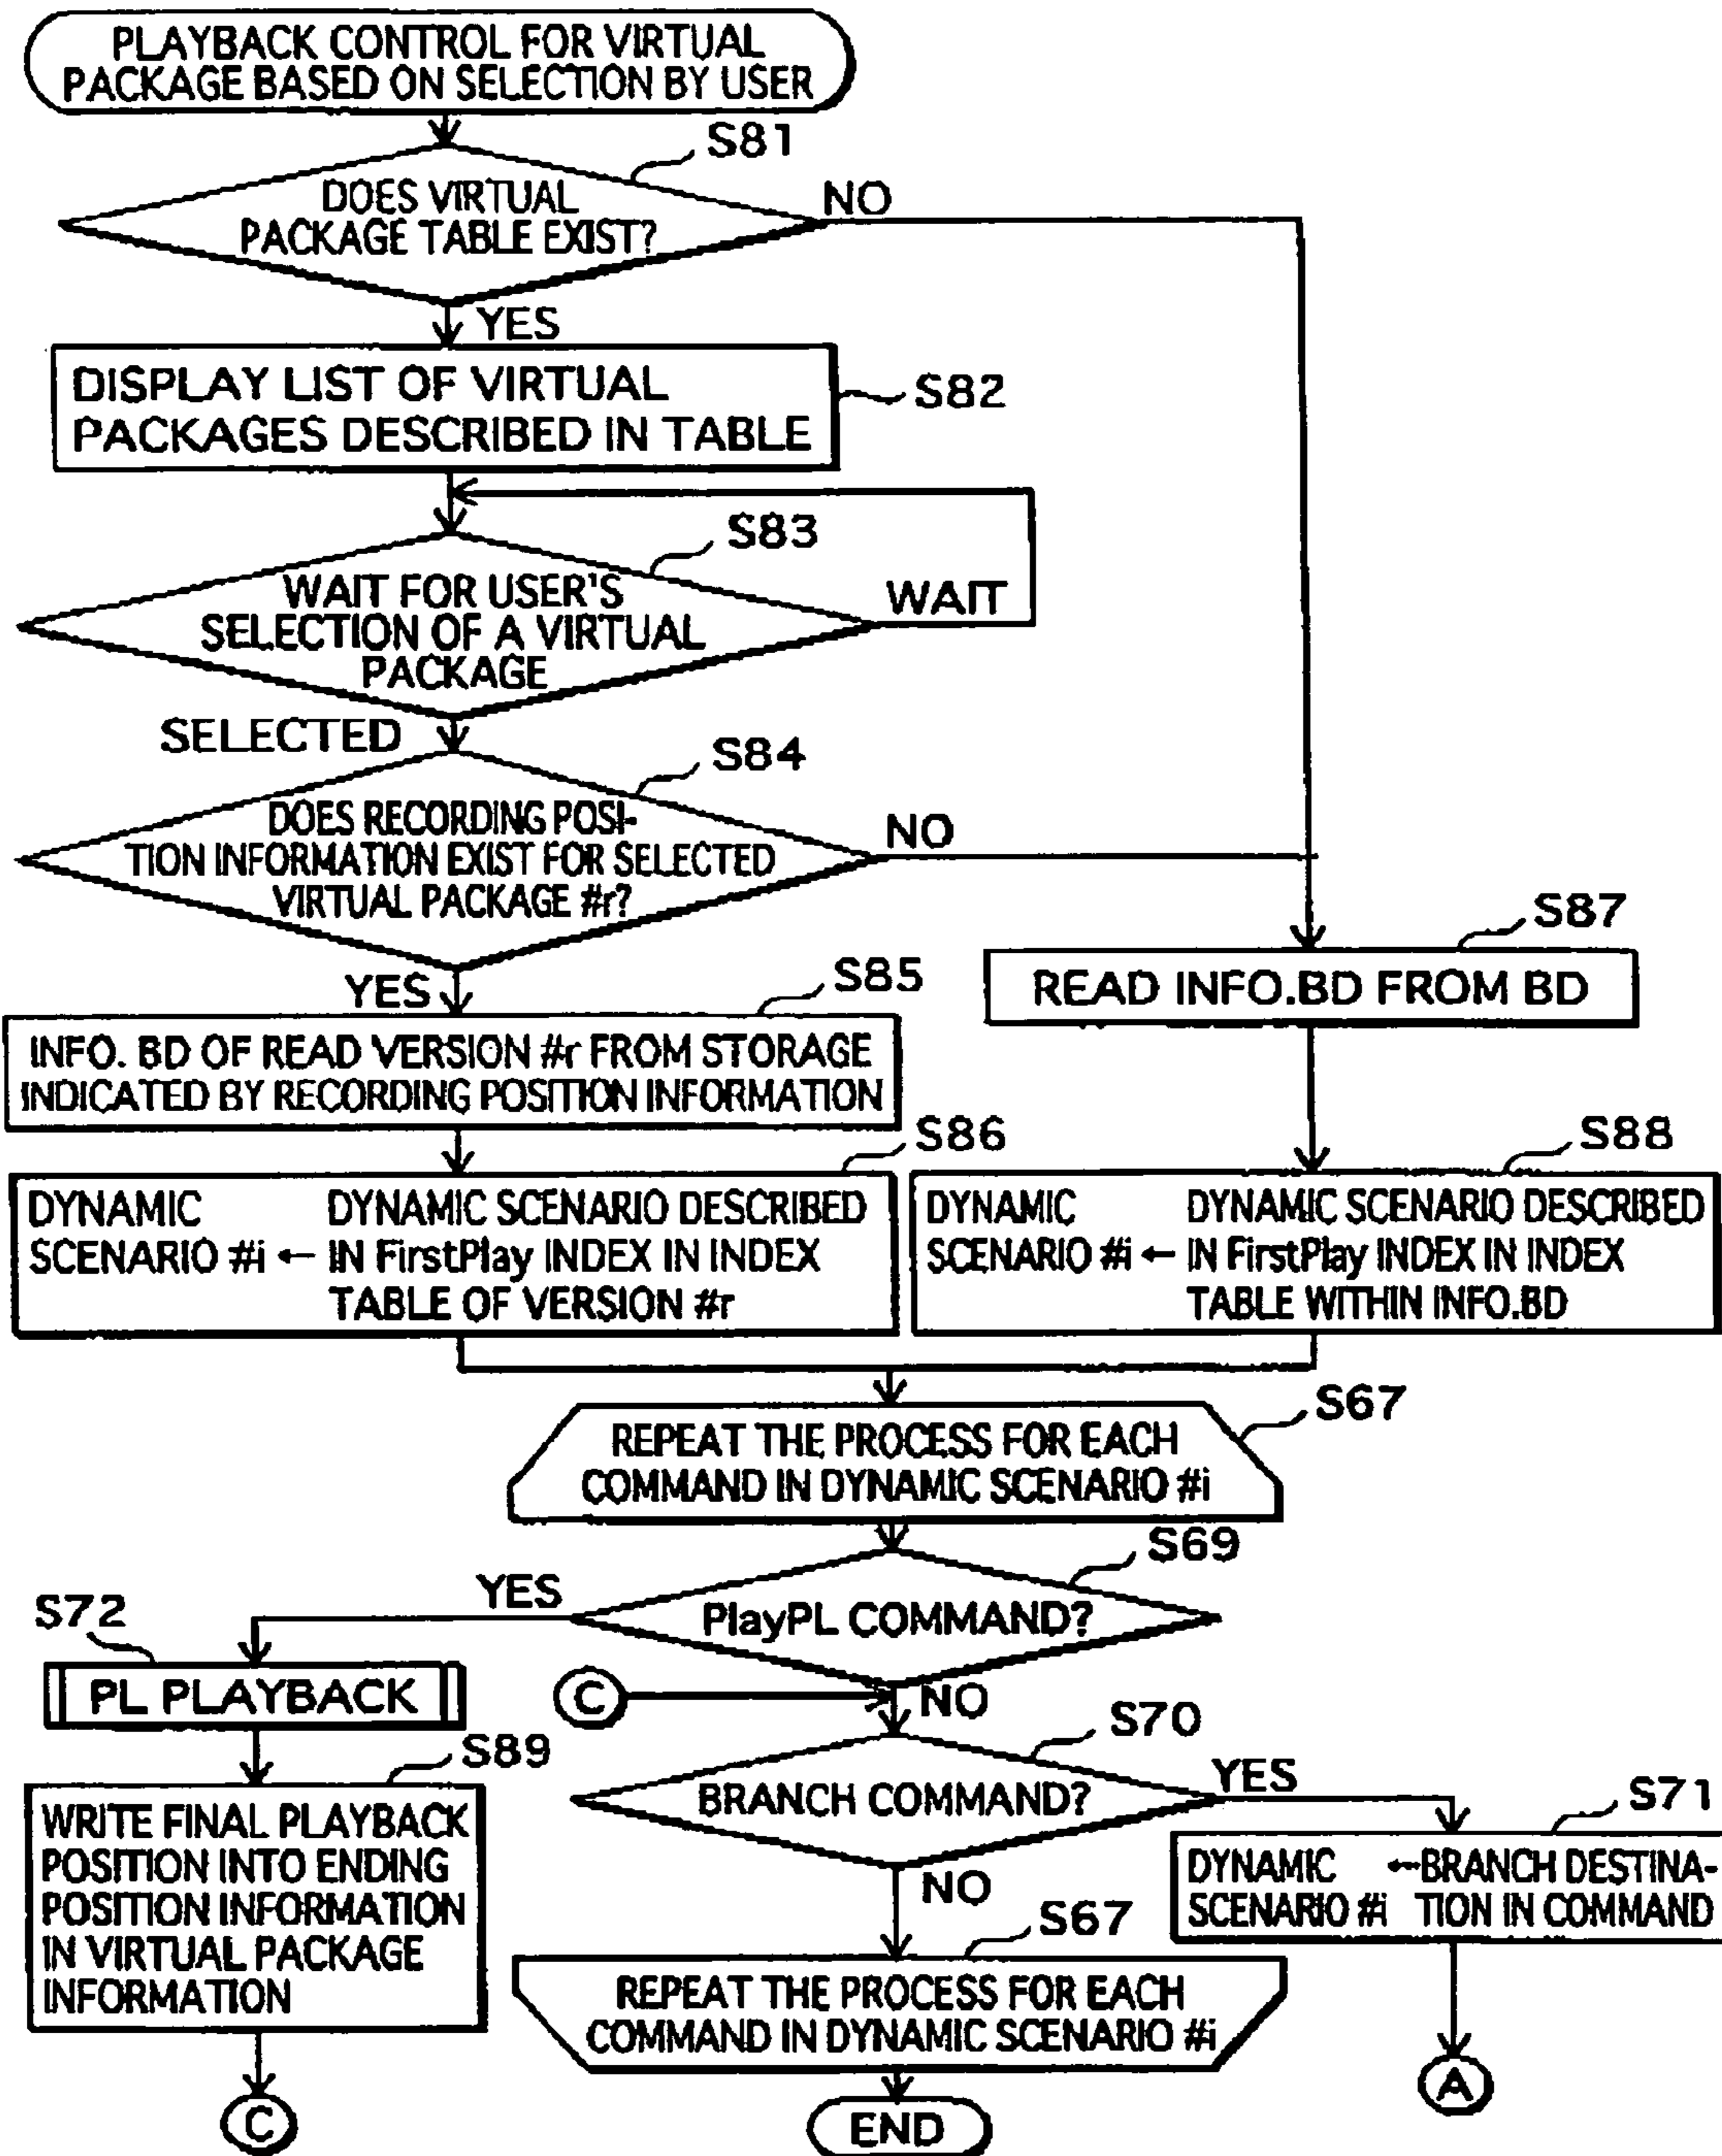 PLAYBACK CONTROL FOR VIRTUAL
PACKAGE BASED ON SELECTION BY USER
S81
DOES VIRTUAL
PACKAGE TABLE EXIST?
NO
YES
DISPLAY LIST OF VIRTUAL
PACKAGES DESCRIBED IN TABLE
S82
S83
WAIT FOR USER'S
SELECTION OF A VIRTUAL
PACKAGE
WAIT
SELECTED
S84
DOES RECORDING POSI-
TION INFORMATION EXIST FOR SELECTED
VIRTUAL PACKAGE #r?
NO
YES
S85
INFO. BD OF READ VERSION #r FROM STORAGE
INDICATED BY RECORDING POSITION INFORMATION
S87
READ INFO.BD FROM BD
S86
DYNAMIC DYNAMIC SCENARIO DESCRIBED
SCENARIO #i ← IN FirstPlay INDEX IN INDEX
TABLE OF VERSION #r
S88
DYNAMIC DYNAMIC SCENARIO DESCRIBED
SCENARIO #i ← IN FirstPlay INDEX IN INDEX
TABLE WITHIN INFO.BD
S67
REPEAT THE PROCESS FOR EACH
COMMAND IN DYNAMIC SCENARIO #i
S69
PlayPL COMMAND?
YES
S72
PL PLAYBACK
C
NO
S89
WRITE FINAL PLAYBACK
POSITION INTO ENDING
POSITION INFORMATION
IN VIRTUAL PACKAGE
INFORMATION
C
S70
BRANCH COMMAND?
YES
S71
DYNAMIC ←BRANCH DESTINA-
SCENARIO #i TION IN COMMAND
A
NO
S67
REPEAT THE PROCESS FOR EACH
COMMAND IN DYNAMIC SCENARIO #i
END